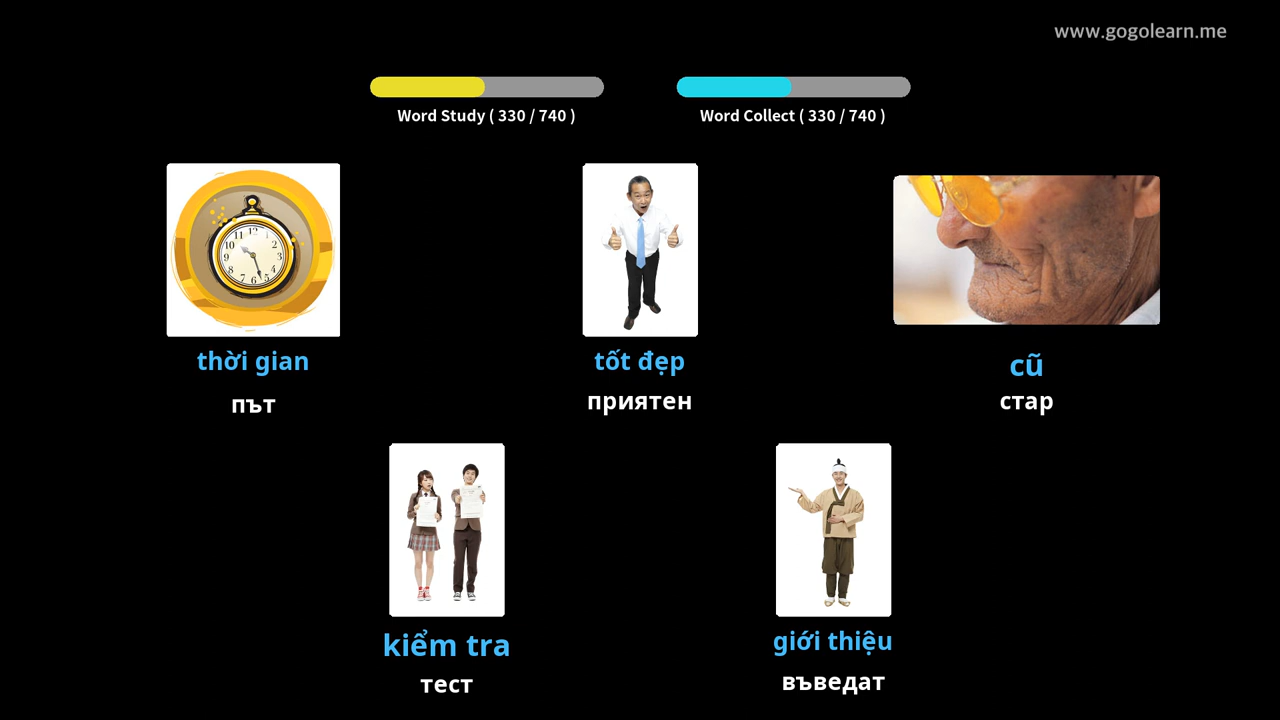 www.gogolearn.me
Word Study ( 330 / 740 )
Word Collect ( 330 / 740 )
thời gian
път
tốt đẹp
приятен
cũ
стар
kiểm tra
тест
giới thiệu
въведат